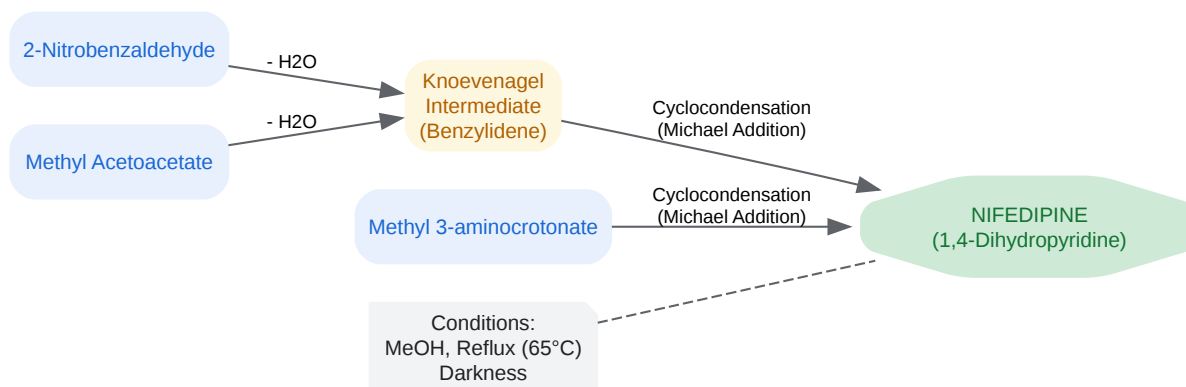 2-Nitrobenzaldehyde
- H2O
Methyl Acetoacetate
- H2O
Knoevenagel
Intermediate
(Benzylidene)
Cyclocondensation
(Michael Addition)
Methyl 3-aminocrotonate
Cyclocondensation
(Michael Addition)
NIFEDIPINE
(1,4-Dihydropyridine)
Conditions:
MeOH, Reflux (65°C)
Darkness